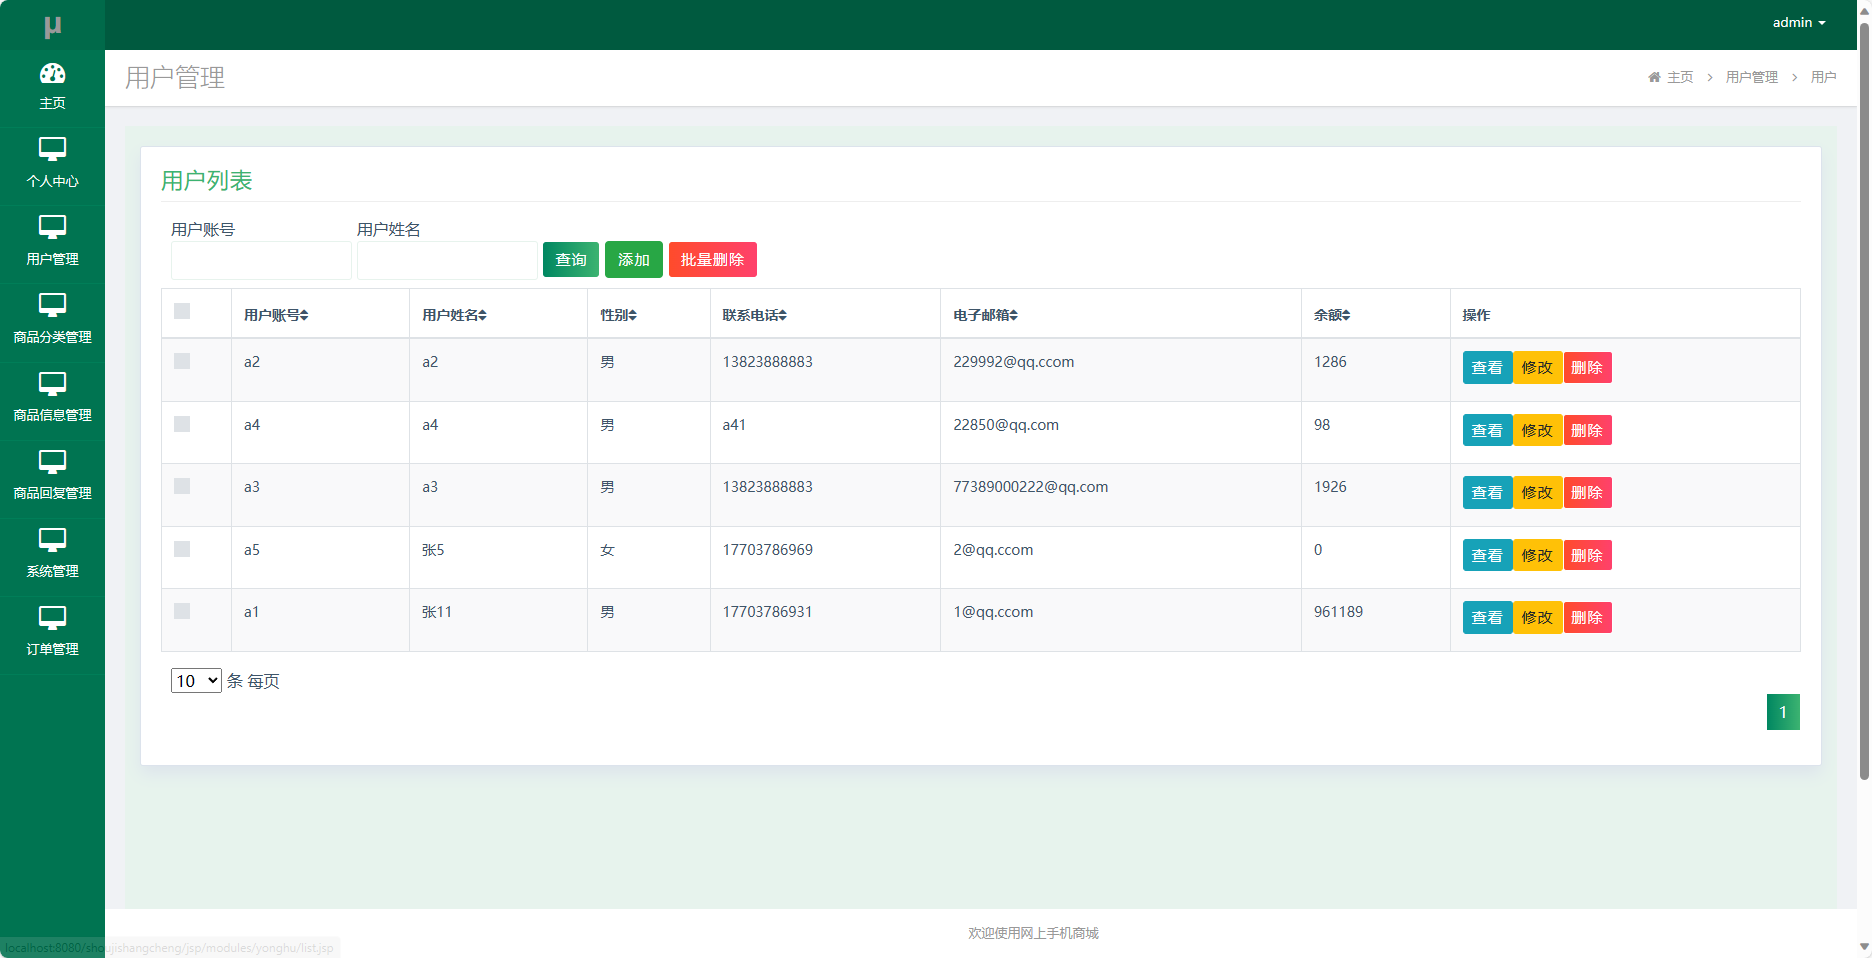 µ
admin
主页
个人中心
用户管理
商品分类管理
商品信息管理
商品回复管理
系统管理
订单管理
用户管理
主页 > 用户管理 > 用户
用户列表
用户账号 用户姓名
查询 添加 批量删除
用户账号 用户姓名 性别 联系电话 电子邮箱 余额 操作
a2 a2 男 13823888883 229992@qq.ccom 1286 查看 修改 删除
a4 a4 男 a41 22850@qq.com 98 查看 修改 删除
a3 a3 男 13823888883 77389000222@qq.com 1926 查看 修改 删除
a5 张5 女 17703786969 2@qq.ccom 0 查看 修改 删除
a1 张11 男 17703786931 1@qq.ccom 961189 查看 修改 删除
10 条 每页
1
欢迎使用网上手机商城
localhost:8080/shoujishangcheng/jsp/modules/yonghu/list.jsp